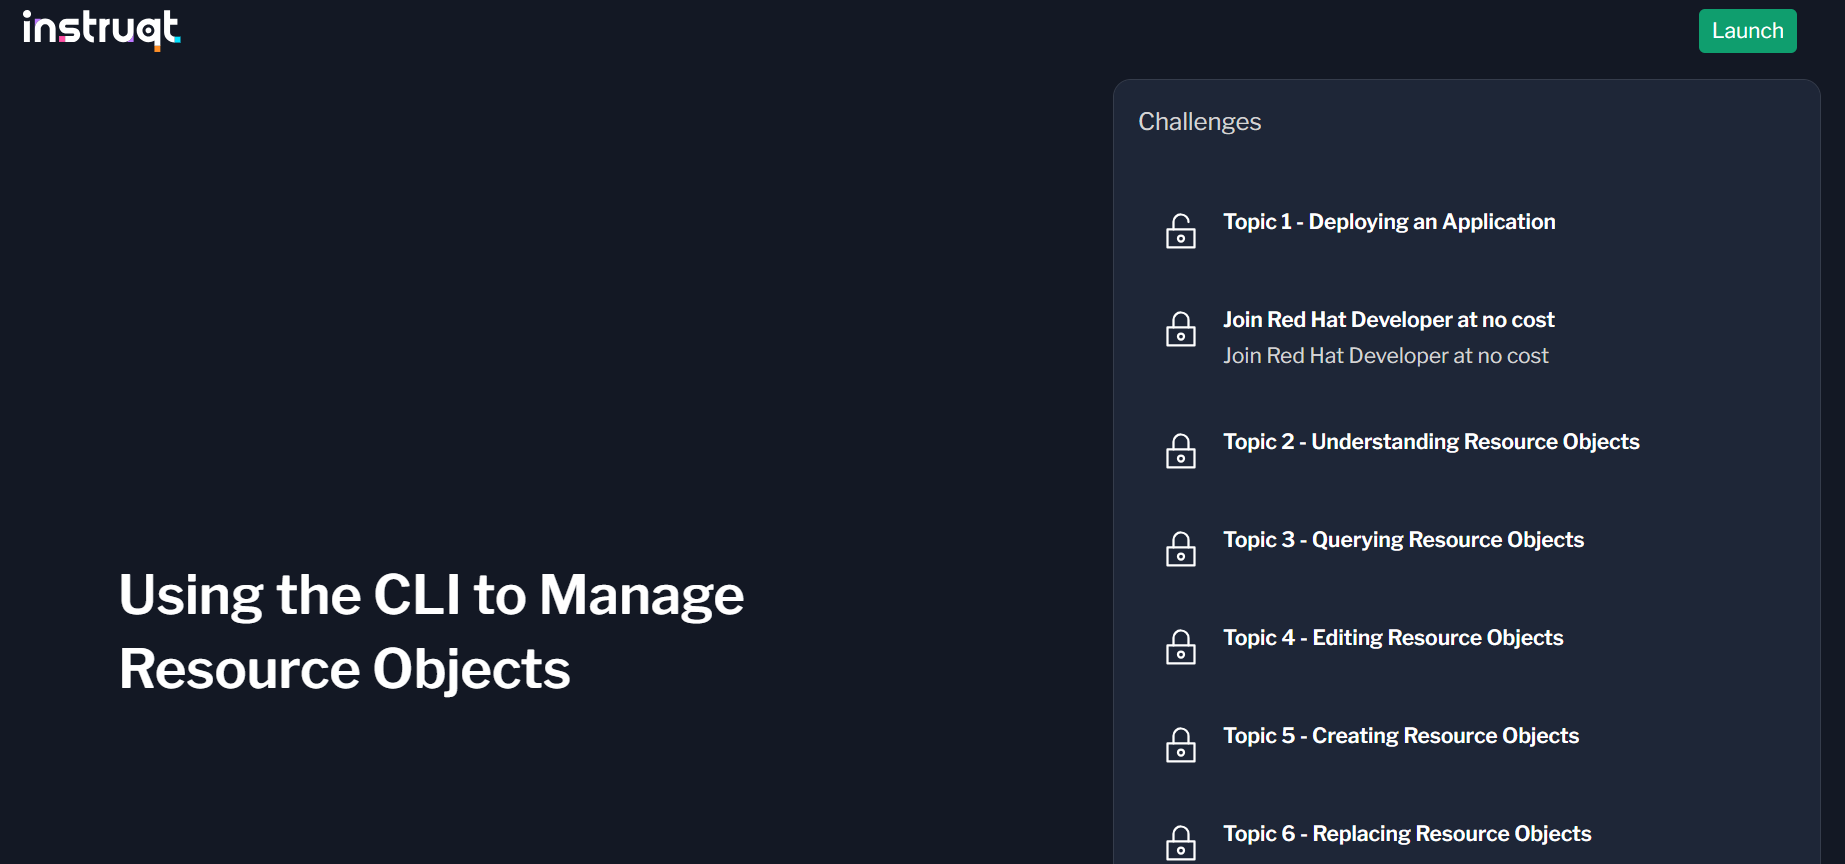 instruqt
Launch
Challenges
Topic 1 - Deploying an Application
Join Red Hat Developer at no cost
Join Red Hat Developer at no cost
Topic 2 - Understanding Resource Objects
Topic 3 - Querying Resource Objects
Topic 4 - Editing Resource Objects
Topic 5 - Creating Resource Objects
Topic 6 - Replacing Resource Objects
Using the CLI to Manage
Resource Objects